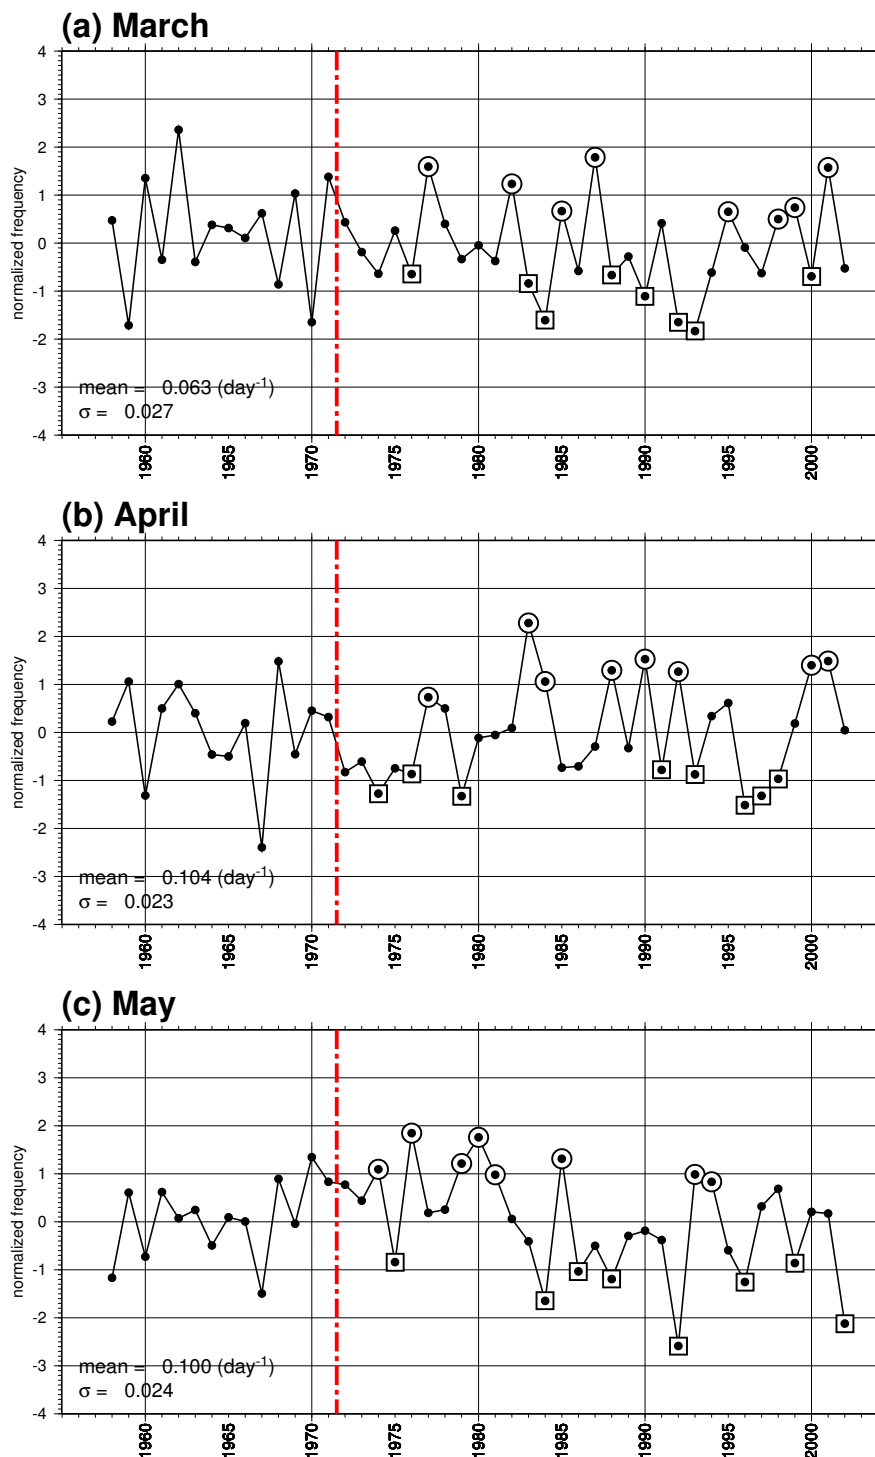 (a) March
4
3
2
1
0
-1
-2
-3
-4
normalized frequency
mean = 0.063 (day-1)
σ = 0.027
1960 1965 1970 1975 1980 1985 1990 1995 2000
(b) April
4
3
2
1
0
-1
-2
-3
-4
normalized frequency
mean = 0.104 (day-1)
σ = 0.023
1960 1965 1970 1975 1980 1985 1990 1995 2000
(c) May
4
3
2
1
0
-1
-2
-3
-4
normalized frequency
mean = 0.100 (day-1)
σ = 0.024
1960 1965 1970 1975 1980 1985 1990 1995 2000